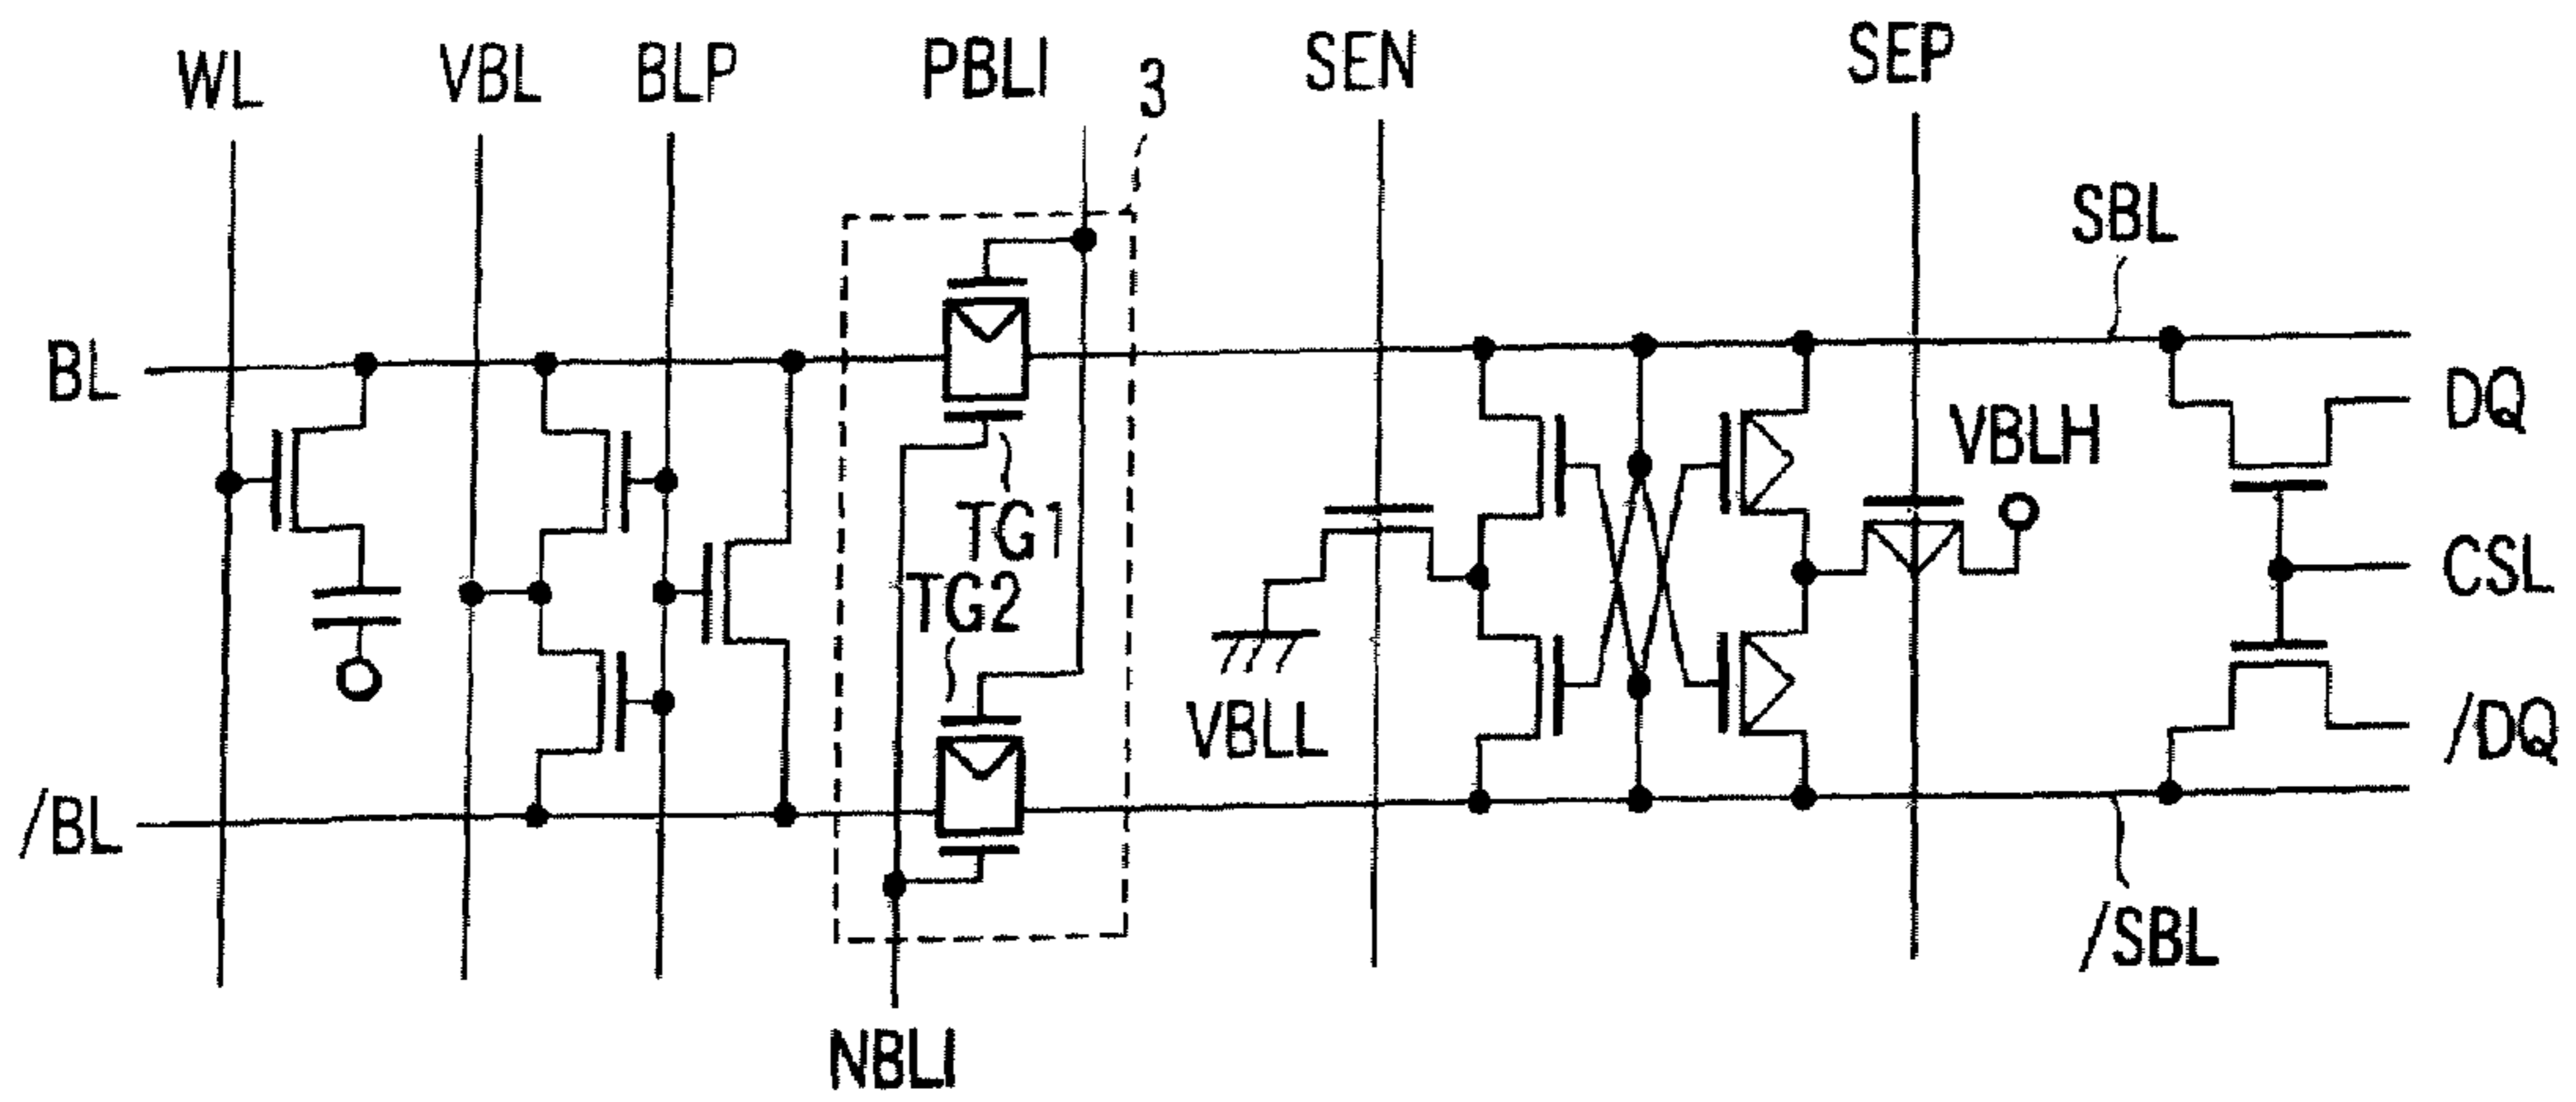 WL
VBL
BLP
PBLI
3
SEN
SEP
SBL
BL
DQ
VBLH
TG1
CSL
TG2
VBLL
/DQ
/BL
/SBL
NBLI